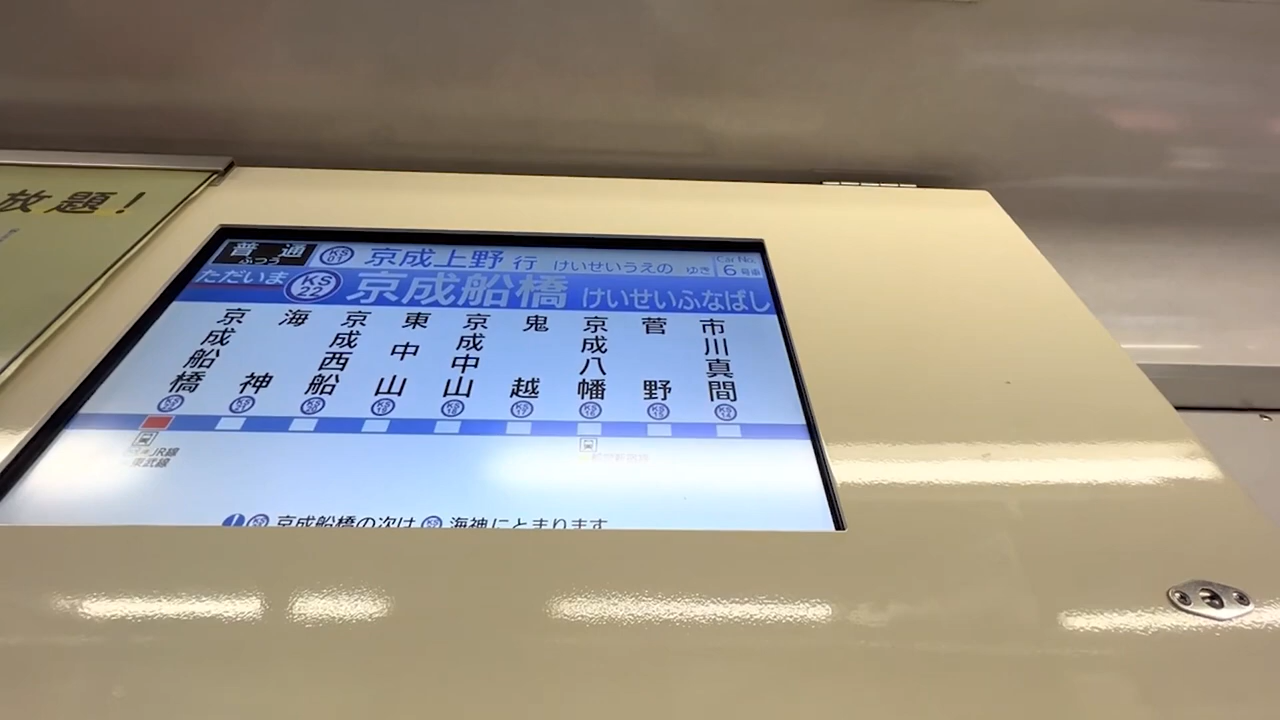 放題!
普通
ふつう
KS 01
京成上野 行
けいせいうえの ゆき
Car No.
6 号車
ただいま
KS 22
京成船橋
けいせいふなばし
京成船橋
海神
京成西船
東中山
京成中山
鬼越
京成八幡
菅野
市川真間
JR線
東武線
京成船橋の次は
海神にとまります